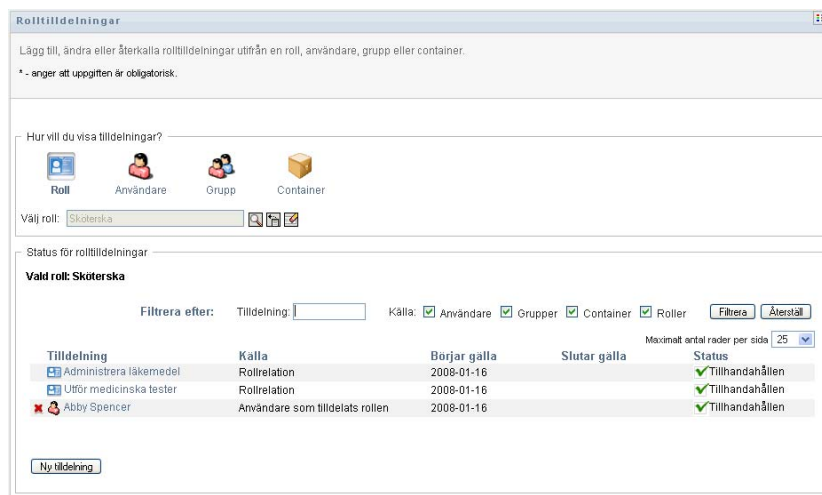 Rolltilldelningar
Lägg till, ändra eller återkalla rolltilldelningar utifrån en roll, användare, grupp eller container.
* - anger att uppgiften är obligatorisk.
Hur vill du visa tilldelningar?
Roll Användare Grupp Container
Välj roll: Sköterska
Status för rolltilldelningar
Vald roll: Sköterska
Filtrera efter: Tilldelning: Källa: Användare Grupper Container Roller Filtrera Återställ
Maximalt antal rader per sida 25
Tilldelning Källa Börjar gälla Slutar gälla Status
Administrera läkemedel Rollrelation 2008-01-16 Tillhandahållen
Utför medicinska tester Rollrelation 2008-01-16 Tillhandahållen
Abby Spencer Användare som tilldelats rollen 2008-01-16 Tillhandahållen
Ny tilldelning